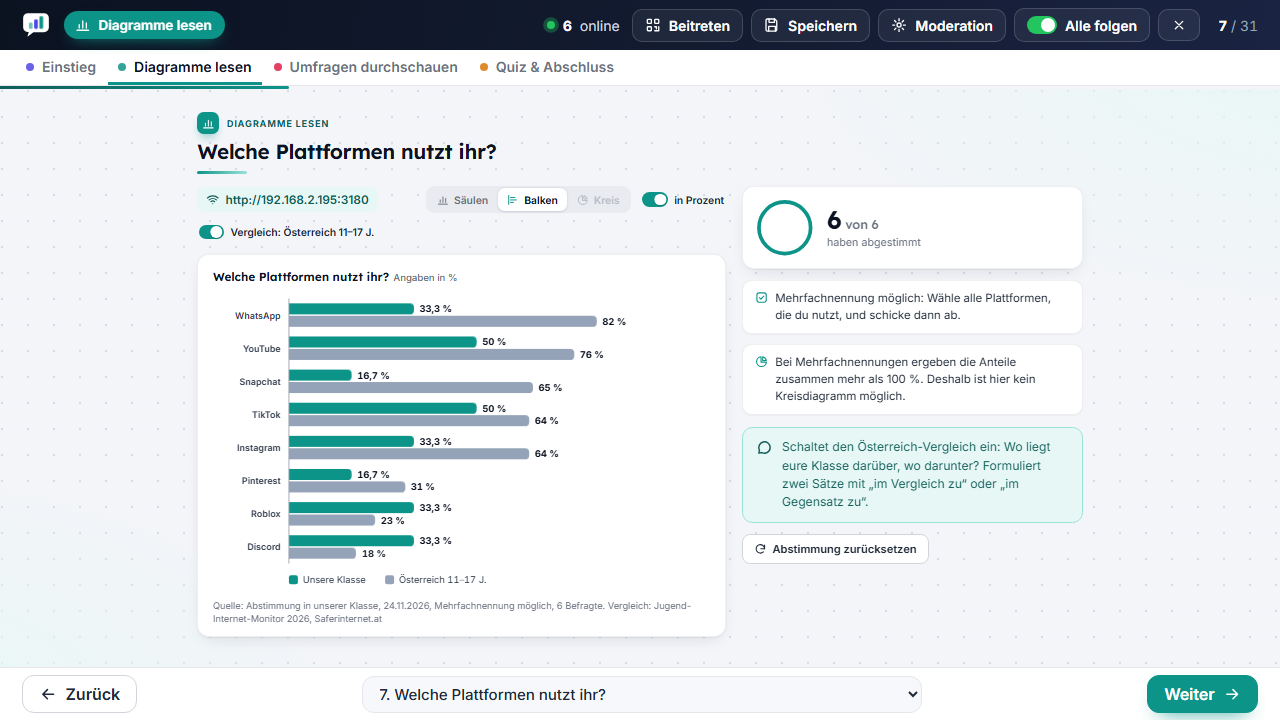 Diagramme lesen
6 online
Beitreten
Speichern
Moderation
Alle folgen
7 / 31
Einstieg
Diagramme lesen
Umfragen durchschauen
Quiz & Abschluss
DIAGRAMME LESEN
Welche Plattformen nutzt ihr?
http://192.168.2.195:3180
Säulen
Balken
Kreis
in Prozent
Vergleich: Österreich 11–17 J.
Welche Plattformen nutzt ihr? Angaben in %
WhatsApp
33,3 %
82 %
YouTube
50 %
76 %
Snapchat
16,7 %
65 %
TikTok
50 %
64 %
Instagram
33,3 %
64 %
Pinterest
16,7 %
31 %
Roblox
33,3 %
23 %
Discord
33,3 %
18 %
Unsere Klasse
Österreich 11–17 J.
Quelle: Abstimmung in unserer Klasse, 24.11.2026, Mehrfachnennung möglich, 6 Befragte. Vergleich: Jugend-
Internet-Monitor 2026, Saferinternet.at
6 von 6
haben abgestimmt
Mehrfachnennung möglich: Wähle alle Plattformen,
die du nutzt, und schicke dann ab.
Bei Mehrfachnennungen ergeben die Anteile
zusammen mehr als 100 %. Deshalb ist hier kein
Kreisdiagramm möglich.
Schaltet den Österreich-Vergleich ein: Wo liegt
eure Klasse darüber, wo darunter? Formuliert
zwei Sätze mit „im Vergleich zu“ oder „im
Gegensatz zu“.
Abstimmung zurücksetzen
Zurück
7. Welche Plattformen nutzt ihr?
Weiter